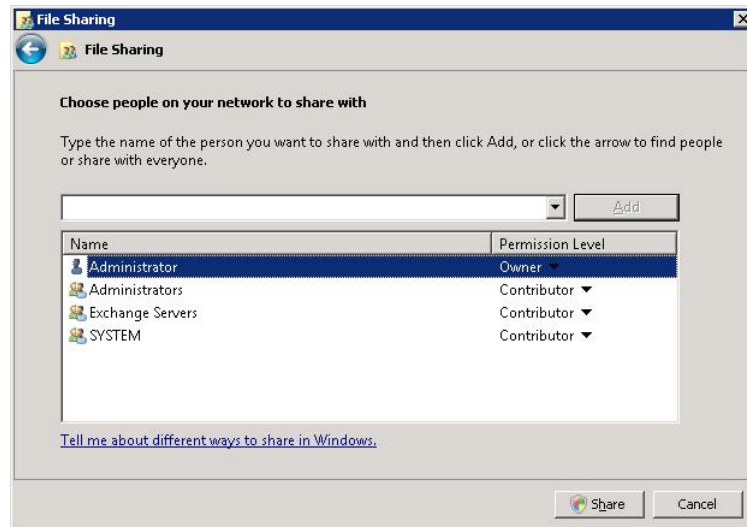 File Sharing
File Sharing
Choose people on your network to share with
Type the name of the person you want to share with and then click Add, or click the arrow to find people
or share with everyone.
Add
Name Permission Level
Administrator Owner
Administrators Contributor
Exchange Servers Contributor
SYSTEM Contributor
Tell me about different ways to share in Windows.
Share Cancel